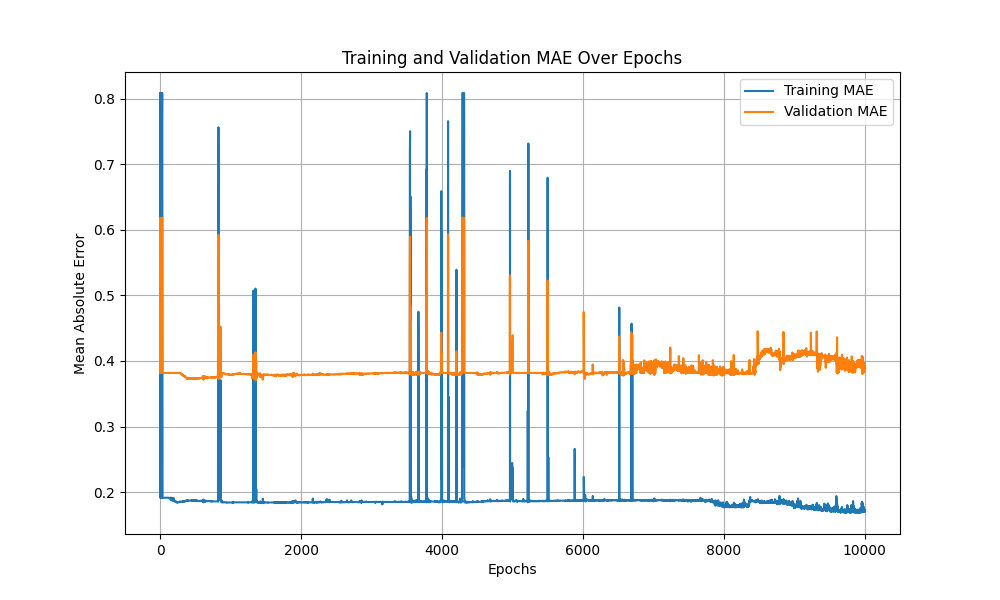 Training and Validation MAE Over Epochs
Training MAE
Validation MAE
Mean Absolute Error
0.8
0.7
0.6
0.5
0.4
0.3
0.2
0 2000 4000 6000 8000 10000
Epochs